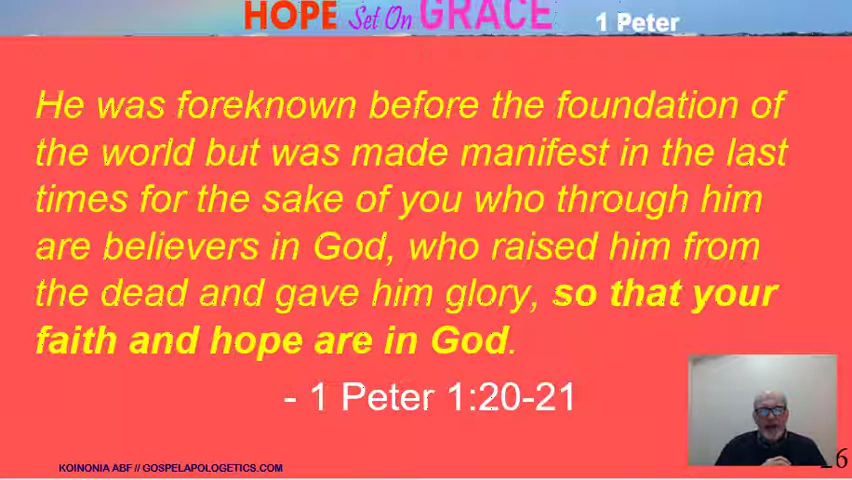 HOPE Set On GRACE 1 Peter
He was foreknown before the foundation of
the world but was made manifest in the last
times for the sake of you who through him
are believers in God, who raised him from
the dead and gave him glory, so that your
faith and hope are in God.
- 1 Peter 1:20-21
KOINONIA ABF // GOSPELAPOLOGETICS.COM